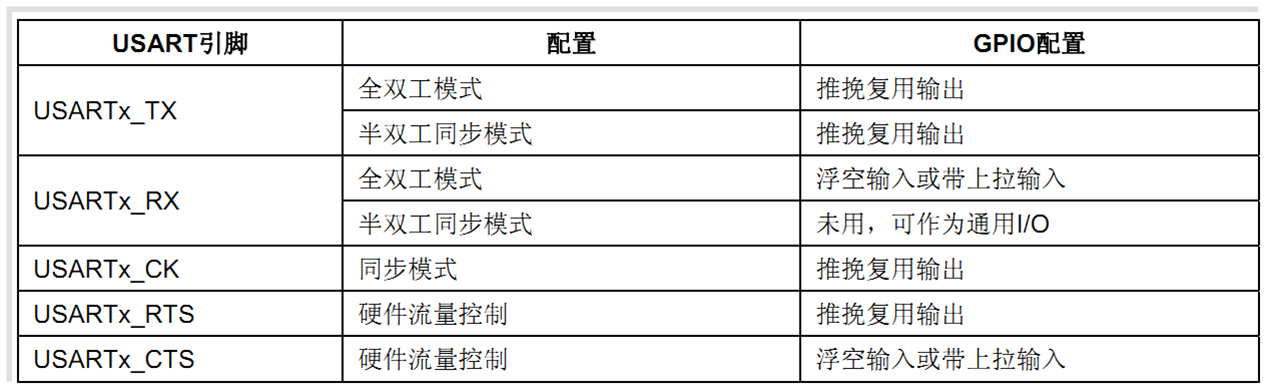 USART引脚 配置 GPIO配置
USARTx_TX 全双工模式 推挽复用输出
半双工同步模式 推挽复用输出
USARTx_RX 全双工模式 浮空输入或带上拉输入
半双工同步模式 未用，可作为通用I/O
USARTx_CK 同步模式 推挽复用输出
USARTx_RTS 硬件流量控制 推挽复用输出
USARTx_CTS 硬件流量控制 浮空输入或带上拉输入